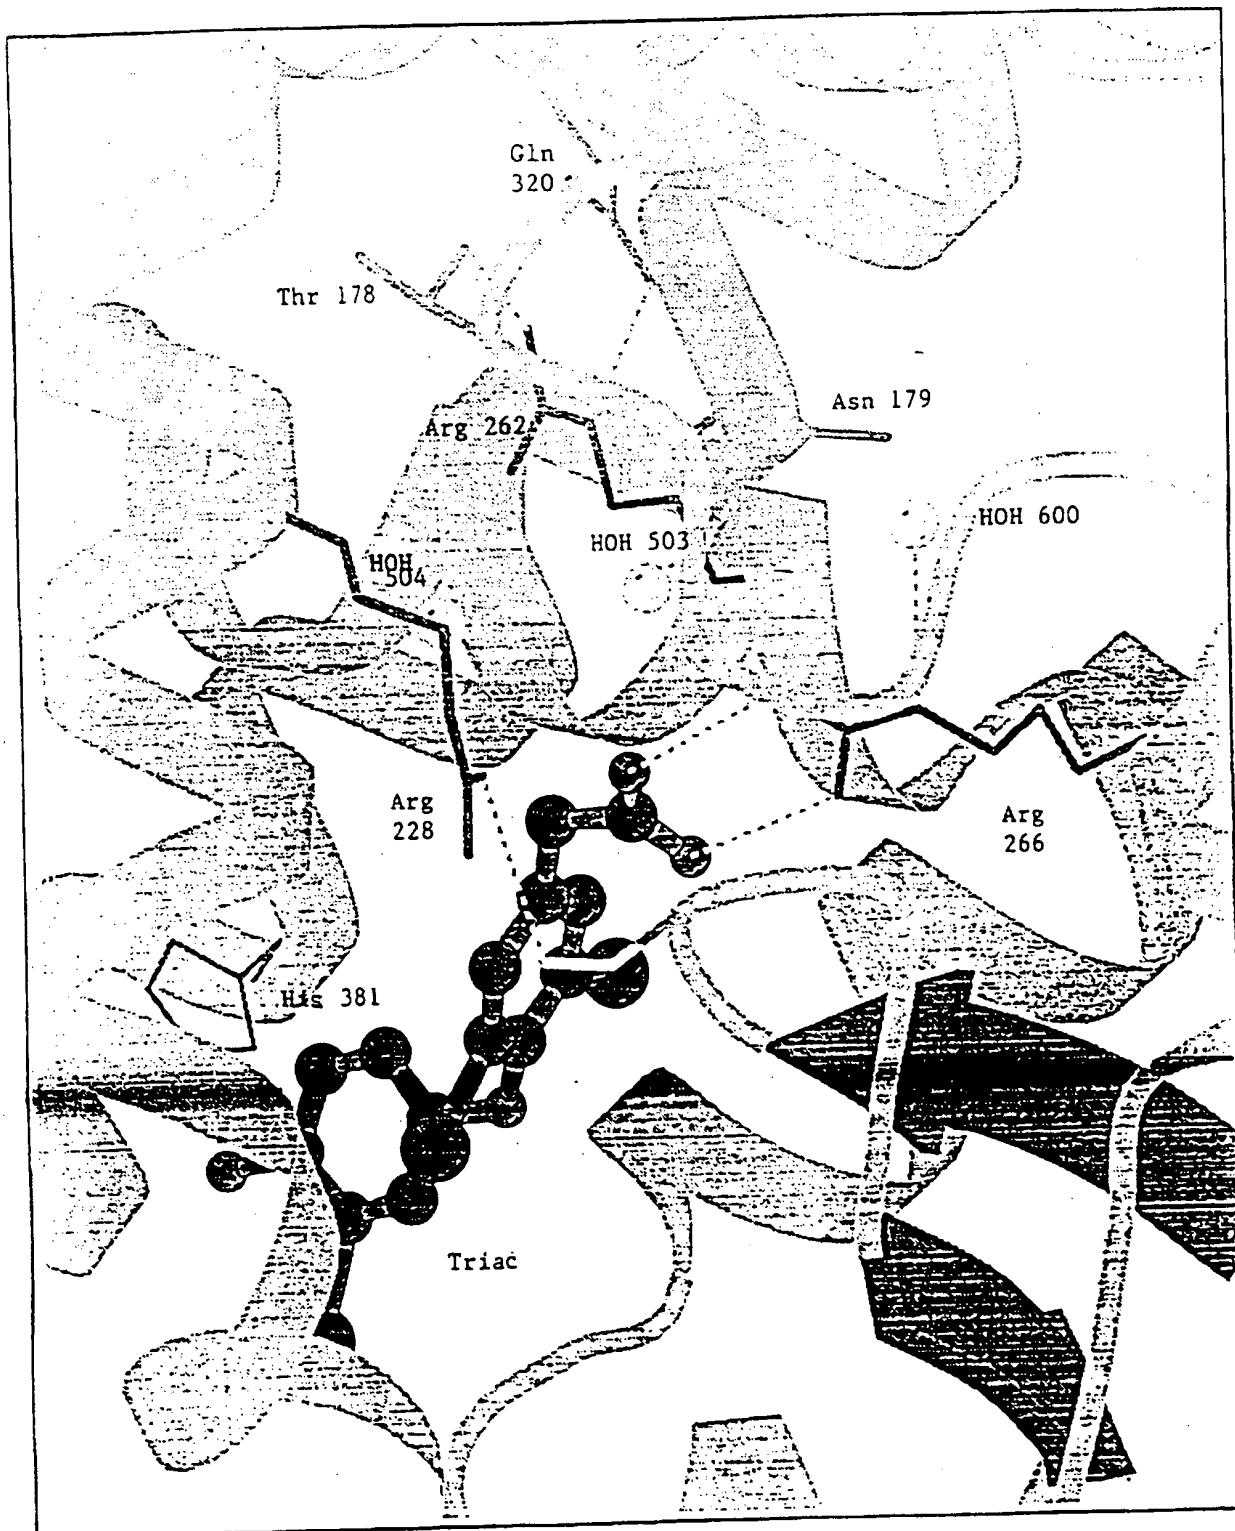 Gln
320
Thr 178
Asn 179
Arg 262
HOH 600
HOH 503
HOH
504
Arg
228
Arg
266
His 381
Triac